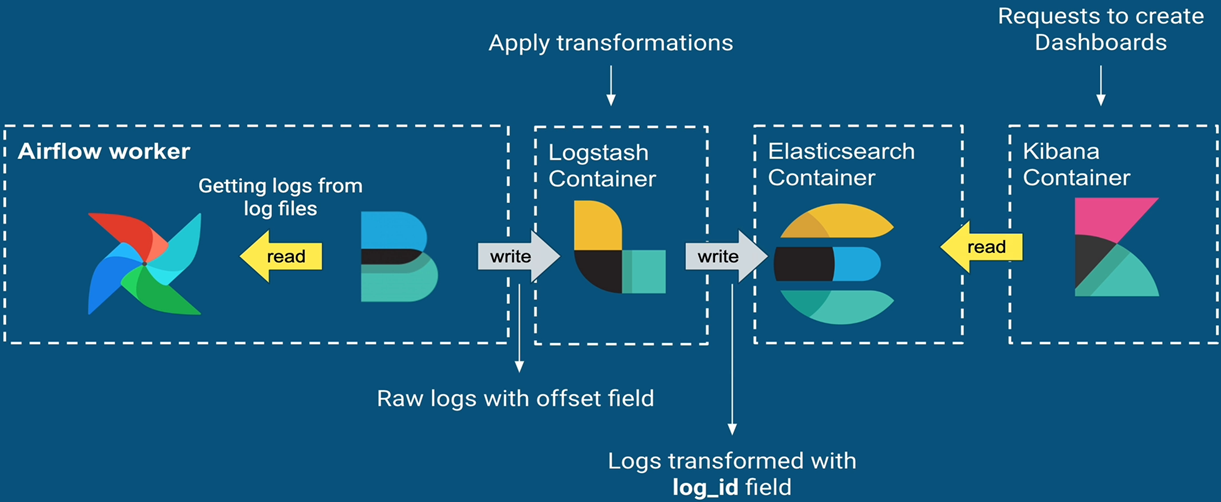 Requests to create
Dashboards
Apply transformations
Airflow worker
Getting logs from
log files
read
write
Logstash
Container
write
Elasticsearch
Container
read
Kibana
Container
Raw logs with offset field
Logs transformed with
log_id field